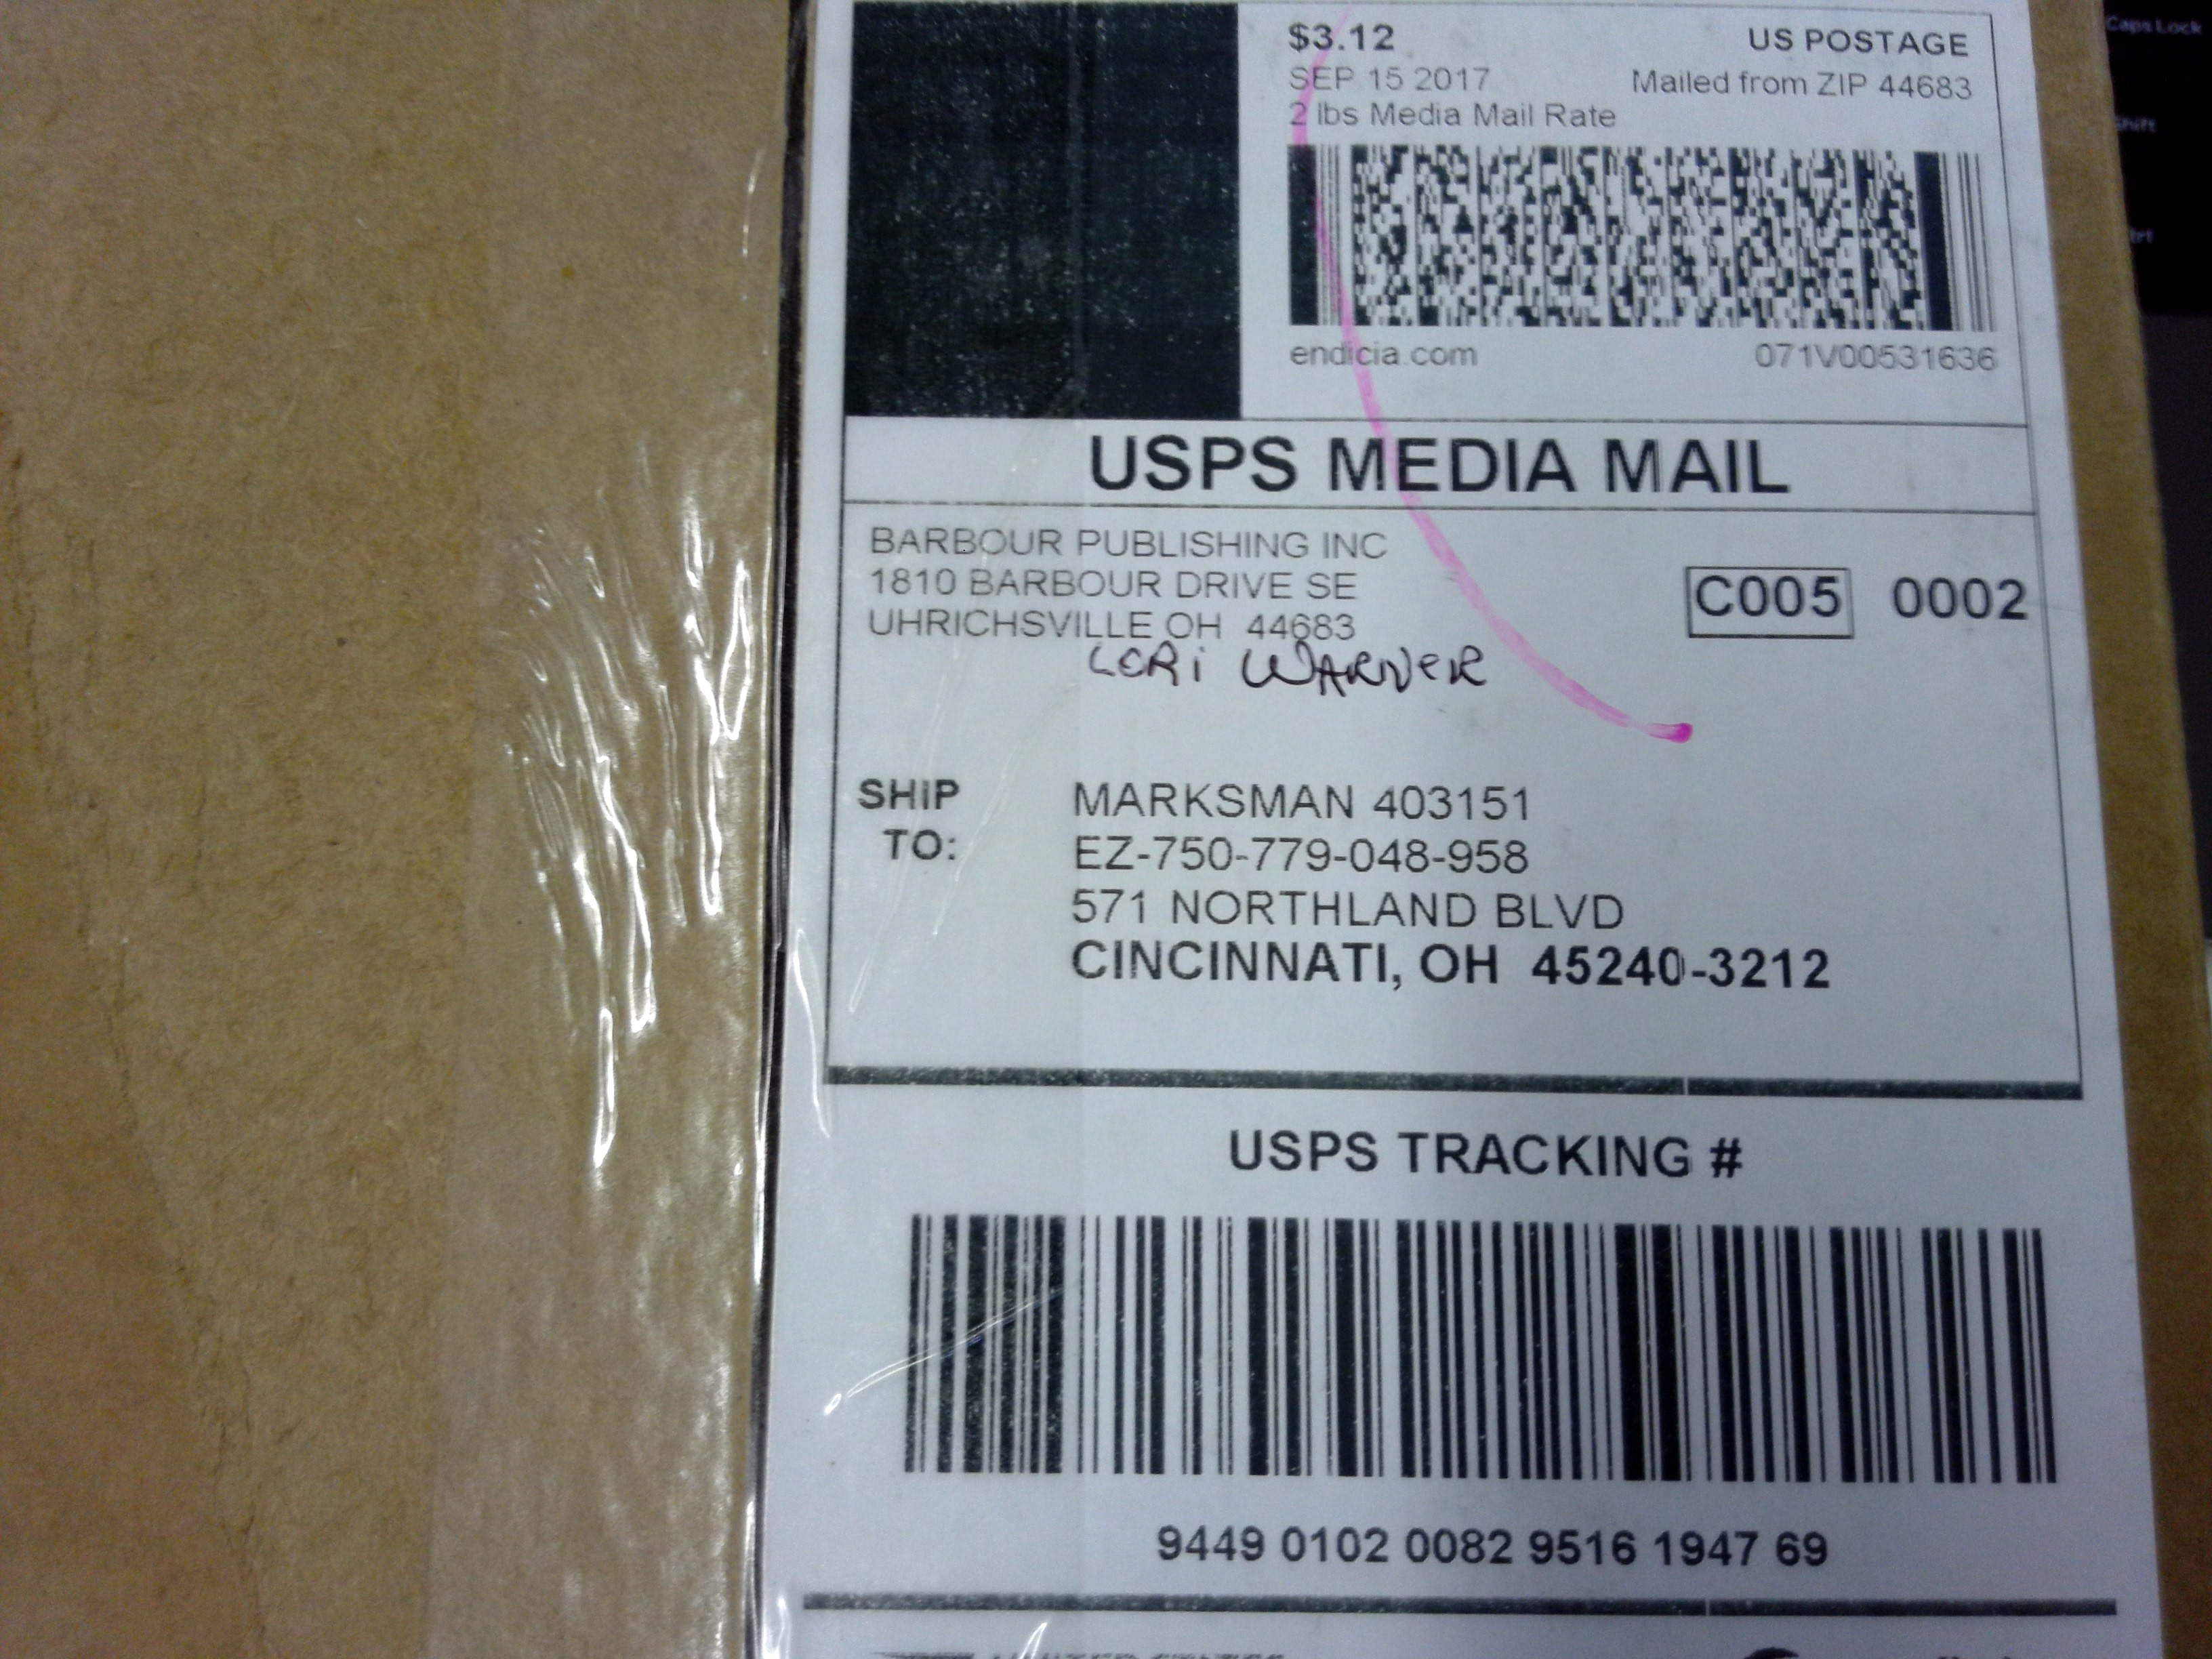 $3.12 US POSTAGE
SEP 15 2017 Mailed from ZIP 44683
2 lbs Media Mail Rate
endicia.com 071V00531636
USPS MEDIA MAIL
BARBOUR PUBLISHING INC
1810 BARBOUR DRIVE SE
UHRICHSVILLE OH 44683
C005 0002
LORi WARNER
SHIP TO:
MARKSMAN 403151
EZ-750-779-048-958
571 NORTHLAND BLVD
CINCINNATI, OH 45240-3212
USPS TRACKING #
9449 0102 0082 9516 1947 69
Caps Lock
Shift